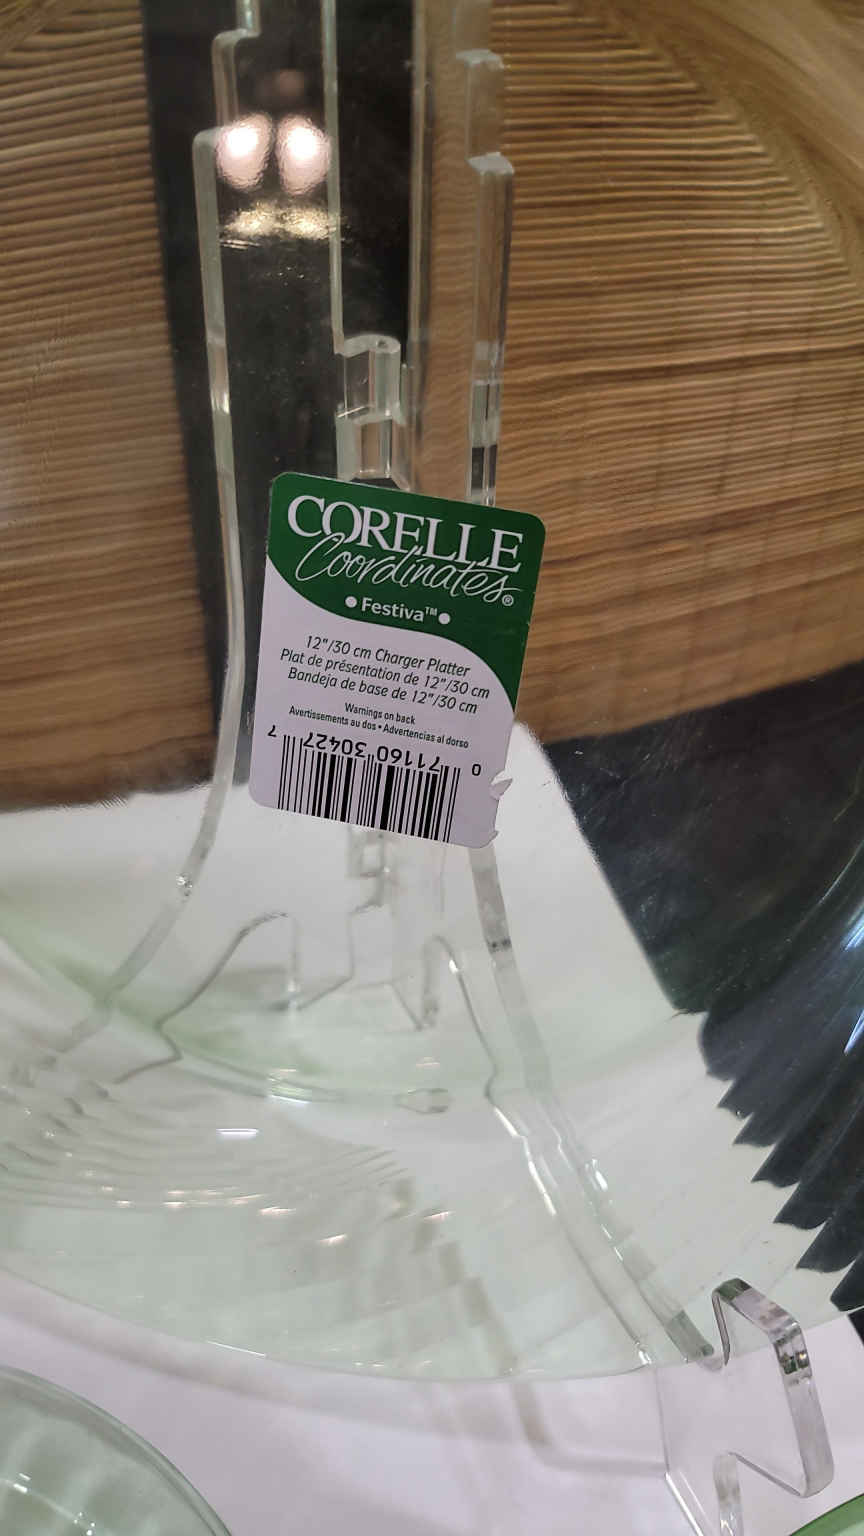 CORELLE
Coordinates®
• Festiva™ •
12"/30 cm Charger Platter
Plat de présentation de 12"/30 cm
Bandeja de base de 12"/30 cm
Warnings on back
Avertissements au dos • Advertencias al dorso
0 71160 30427 7